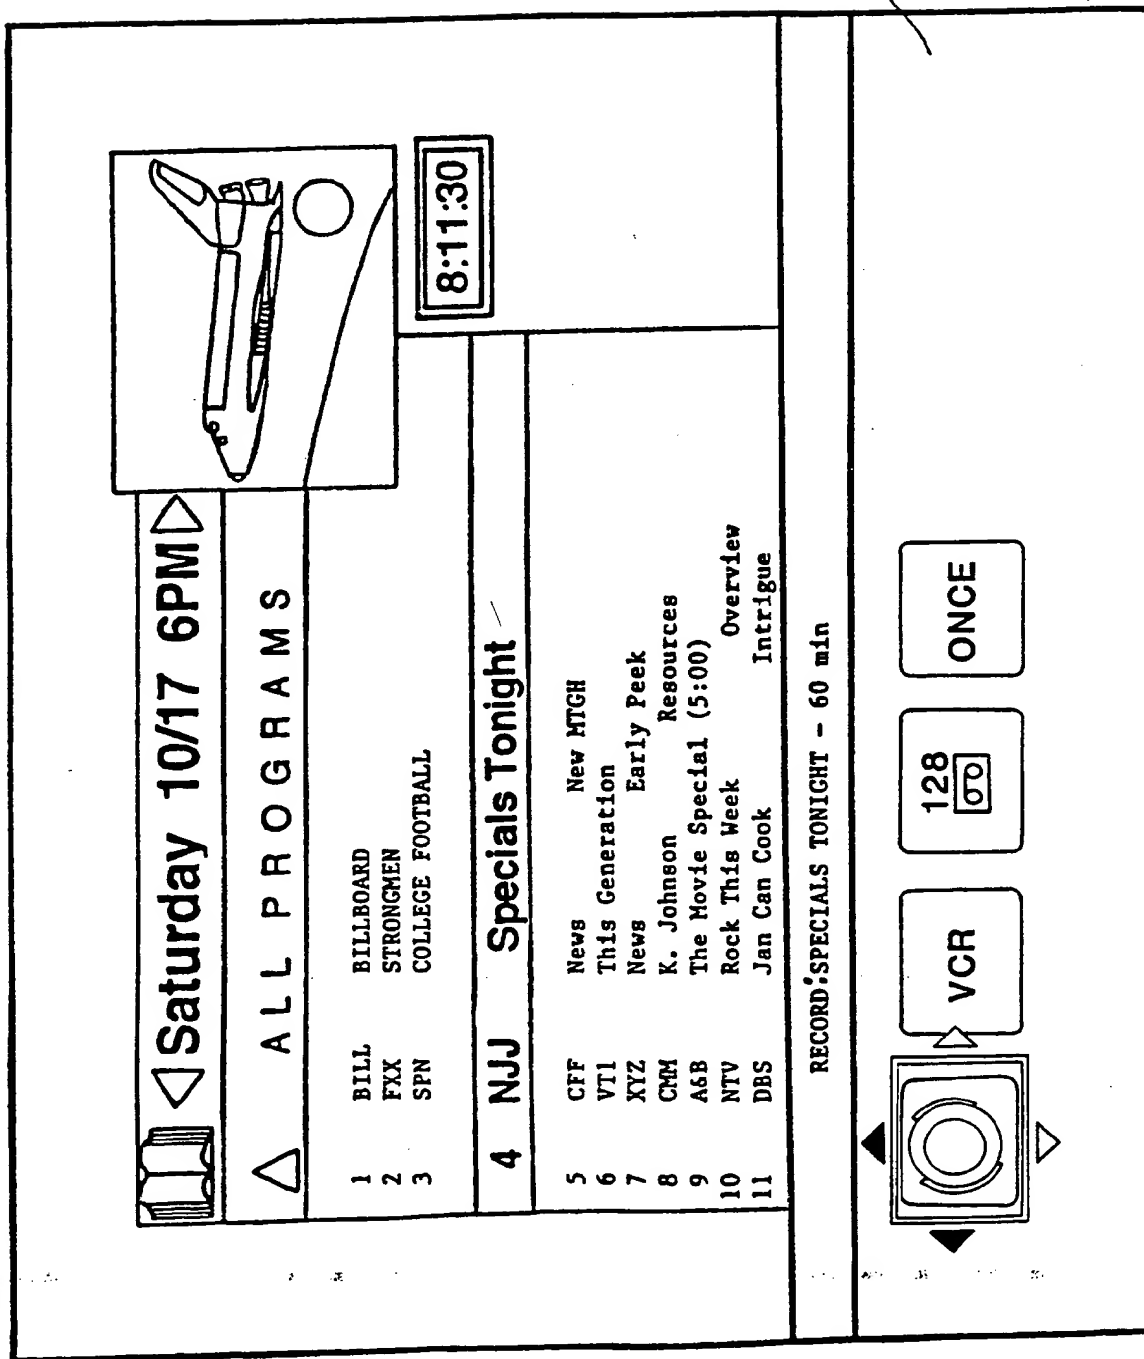 Saturday 10/17 6PM
ALL PROGRAMS
8:11:30
1 BILL BILLBOARD
2 FXX STRONGMEN
3 SPN COLLEGE FOOTBALL
4 NJJ Specials Tonight
5 CFF News New MTGH
6 VT1 This Generation
7 XYZ News Early Peek
8 CMM K. Johnson Resources
9 A&B The Movie Special (5:00)
10 NTV Rock This Week Overview
11 DBS Jan Can Cook Intrigue
RECORD:SPECIALS TONIGHT - 60 min
VCR
128
ONCE